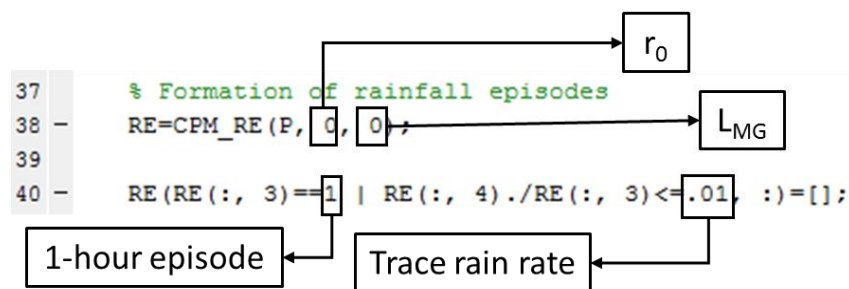 r0
37 % Formation of rainfall episodes
38 - RE=CPM_RE(P, 0, 0);
LMG
39
40 - RE(RE(:, 3)==1 | RE(:, 4)./RE(:, 3)<=.01, :)=[];
1-hour episode
Trace rain rate